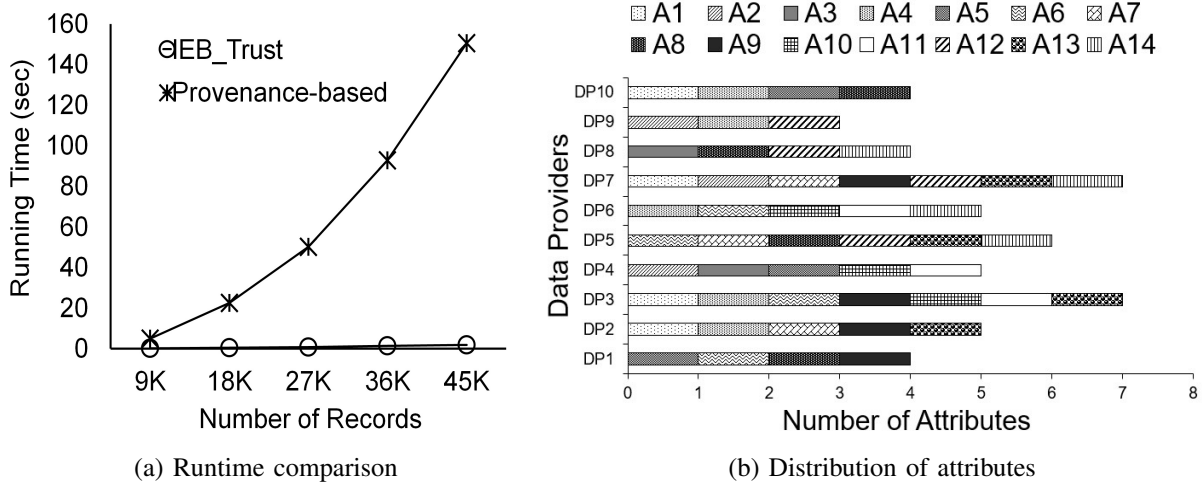 160
140
120
100
80
60
40
20
0
Running Time (sec)
IEB_Trust
Provenance-based
9K 18K 27K 36K 45K
Number of Records
(a) Runtime comparison
A1 A2 A3 A4 A5 A6 A7
A8 A9 A10 A11 A12 A13 A14
Data Providers
DP10
DP9
DP8
DP7
DP6
DP5
DP4
DP3
DP2
DP1
0 1 2 3 4 5 6 7 8
Number of Attributes
(b) Distribution of attributes